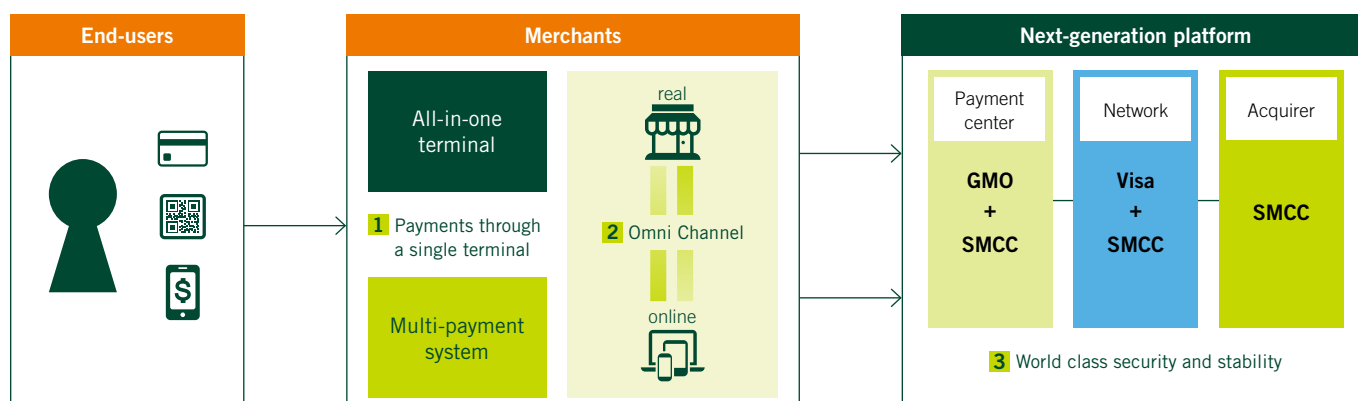 End-users
Merchants
Next-generation platform
$
All-in-one
terminal
1 Payments through
a single terminal
Multi-payment
system
real
2 Omni Channel
online
Payment
center
GMO
+
SMCC
Network
Visa
+
SMCC
Acquirer
SMCC
3 World class security and stability